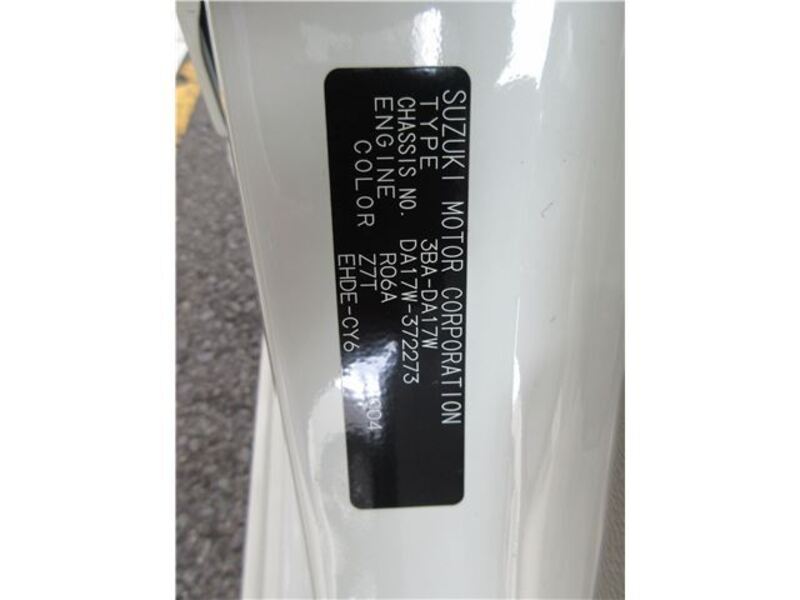 SUZUKI MOTOR CORPORATION
TYPE 3BA-DA17W
CHASSIS NO. DA17W-372273
ENGINE R06A
COLOR Z7T
EHDE-CY6